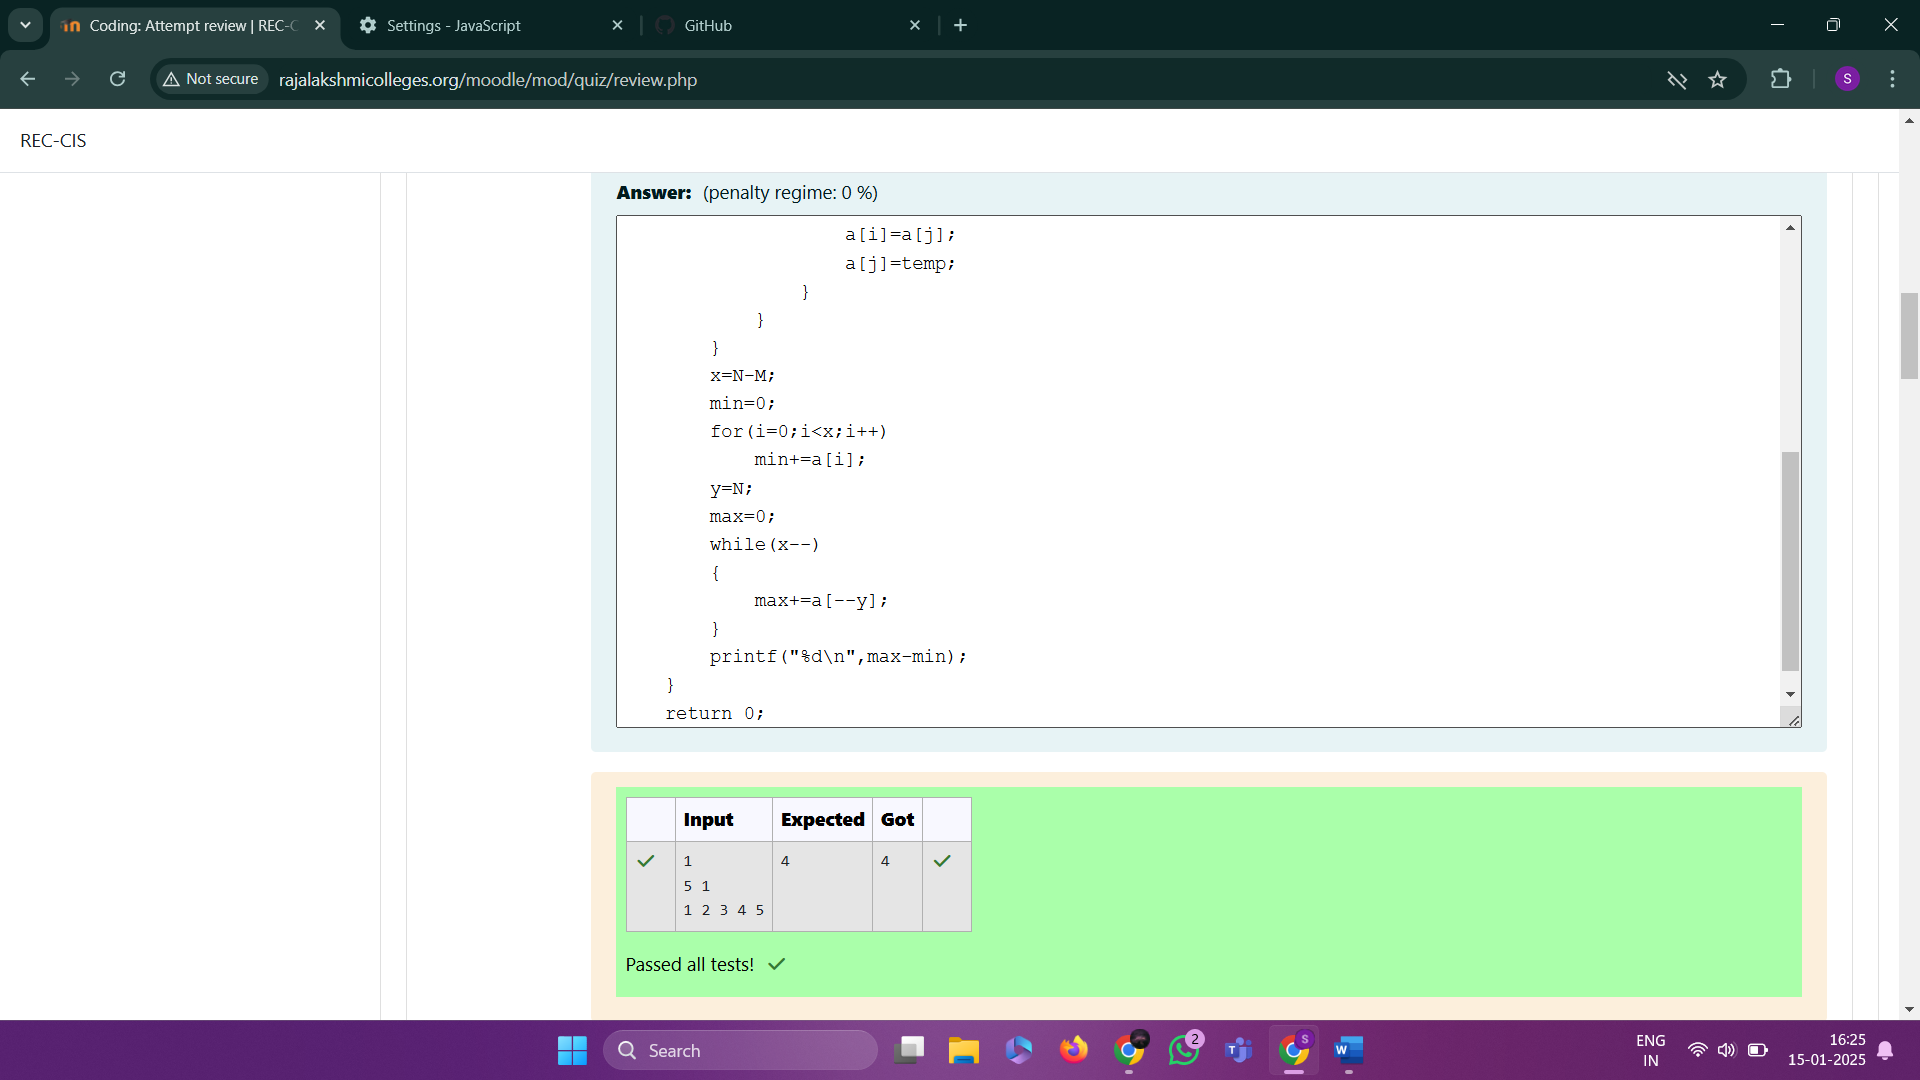 Coding: Attempt review | REC-C
Settings - JavaScript
GitHub
Not secure
rajalakshmicolleges.org/moodle/mod/quiz/review.php
S
REC-CIS
Answer: (penalty regime: 0 %)
a[i]=a[j];
a[j]=temp;
}
}
}
x=N-M;
min=0;
for(i=0;i<x;i++)
min+=a[i];
y=N;
max=0;
while(x--)
{
max+=a[--y];
}
printf("%d\n",max-min);
}
return 0;
Input Expected Got
1 4 4
5 1
1 2 3 4 5
Passed all tests!
Search
2
T
S
W
ENG
IN
16:25
15-01-2025